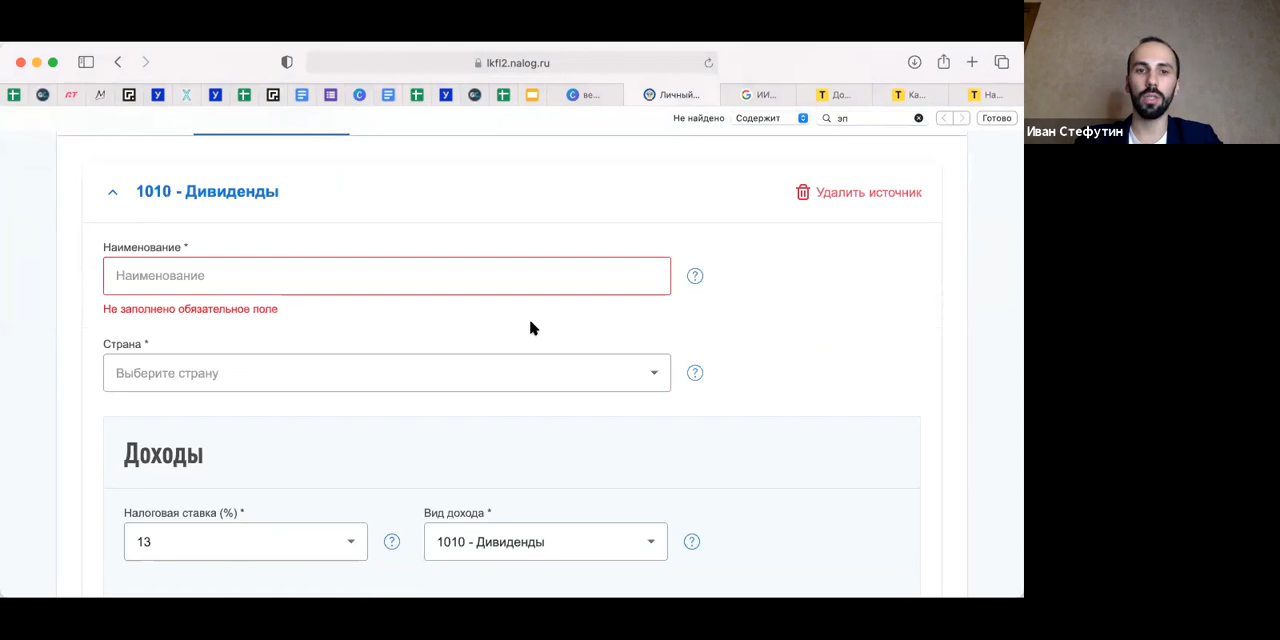 lkfl2.nalog.ru
ве...
Личный...
ИИ...
До...
Ка...
На...
Не найдено
Содержит
эп
Готово
Иван Стефутин
1010 - Дивиденды
Удалить источник
Наименование *
Наименование
Не заполнено обязательное поле
Страна *
Выберите страну
Доходы
Налоговая ставка (%) *
Вид дохода *
13
1010 - Дивиденды